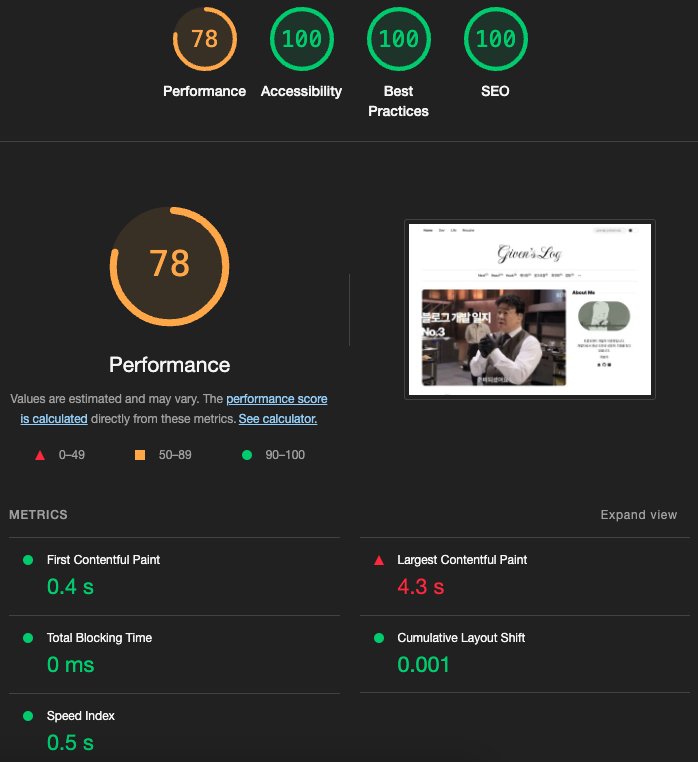 78
100
100
100
Performance
Accessibility
Best
Practices
SEO
78
Performance
Values are estimated and may vary. The performance score
is calculated directly from these metrics. See calculator.
0–49
50–89
90–100
Given's Log
About Me
블로그 개발 일지
No.3
METRICS
Expand view
First Contentful Paint
0.4 s
Largest Contentful Paint
4.3 s
Total Blocking Time
0 ms
Cumulative Layout Shift
0.001
Speed Index
0.5 s